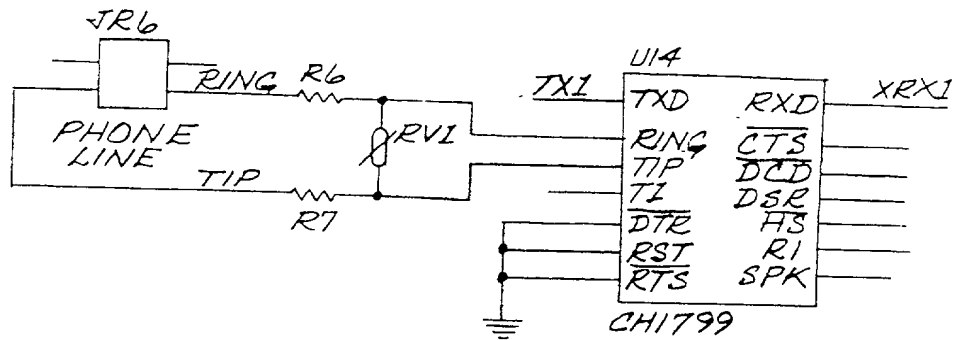 JR6
RING
R6
PHONE
LINE
RV1
TIP
R7
U14
TX1
TXD
RING
TIP
T1
DTR
RST
RTS
RXD
XRX1
CTS
DCD
DSR
HS
RI
SPK
CH1799